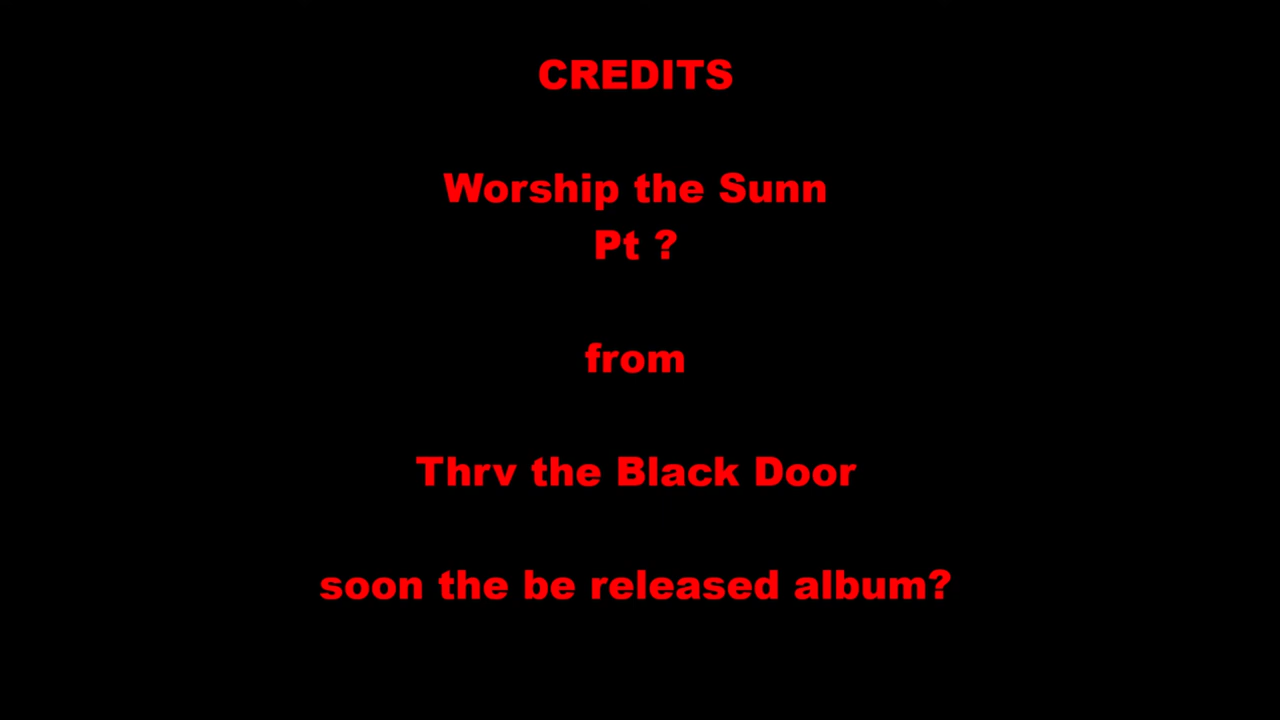 CREDITS
Worship the Sunn
Pt ?
from
Thrv the Black Door
soon the be released album?